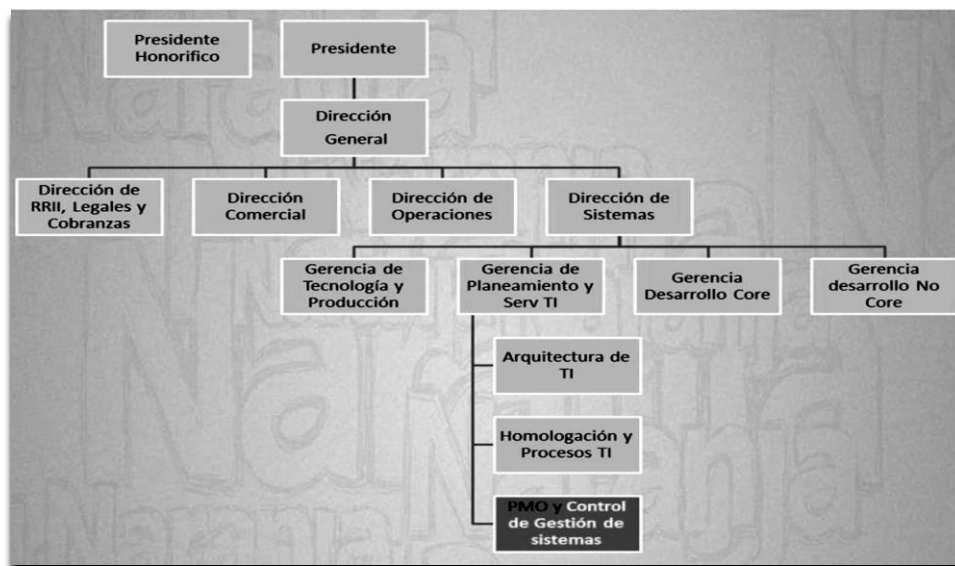 Presidente
Honorifico
Presidente
Dirección
General
Dirección de
RRII, Legales y
Cobranzas
Dirección
Comercial
Dirección de
Operaciones
Dirección de
Sistemas
Gerencia de
Tecnología y
Producción
Gerencia de
Planeamiento y
Serv TI
Gerencia
Desarrollo Core
Gerencia
desarrollo No
Core
Arquitectura de
TI
Homologación y
Procesos TI
PMO y Control
de Gestión de
sistemas